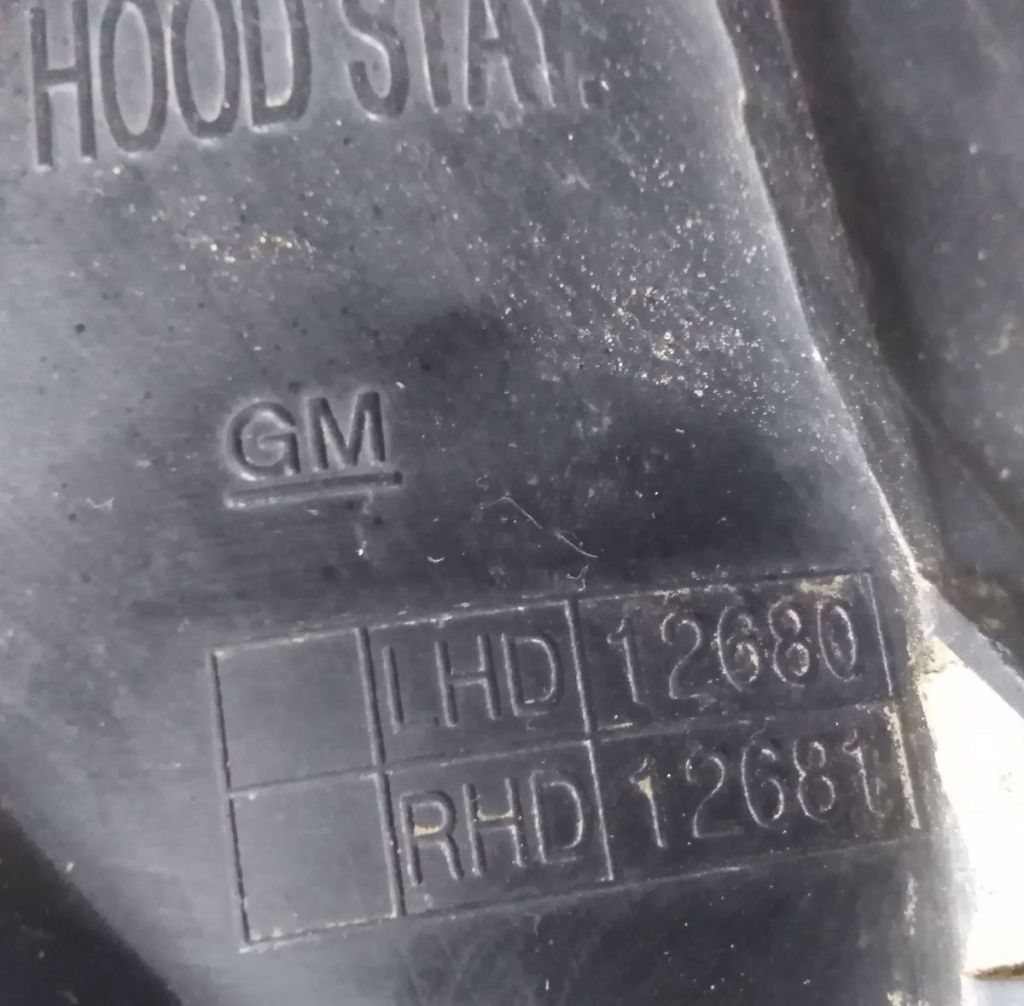 HOOD STAY.
GM
LHD 12680
RHD 12681